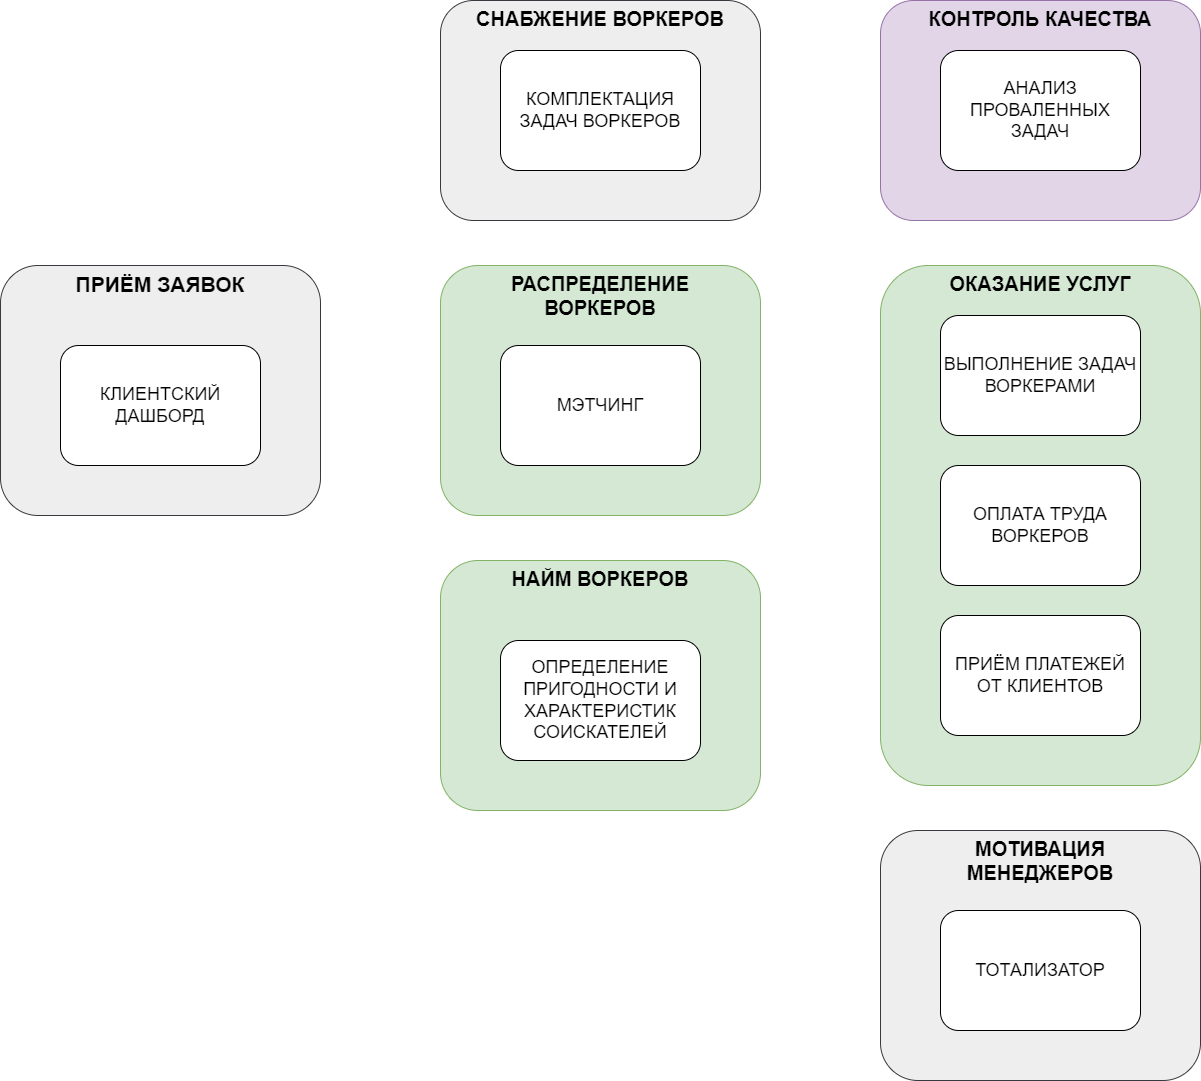 СНАБЖЕНИЕ ВОРКЕРОВ
КОМПЛЕКТАЦИЯ
ЗАДАЧ ВОРКЕРОВ
КОНТРОЛЬ КАЧЕСТВА
АНАЛИЗ
ПРОВАЛЕННЫХ
ЗАДАЧ
ПРИЁМ ЗАЯВОК
КЛИЕНТСКИЙ
ДАШБОРД
РАСПРЕДЕЛЕНИЕ
ВОРКЕРОВ
МЭТЧИНГ
ОКАЗАНИЕ УСЛУГ
ВЫПОЛНЕНИЕ ЗАДАЧ
ВОРКЕРАМИ
ОПЛАТА ТРУДА
ВОРКЕРОВ
ПРИЁМ ПЛАТЕЖЕЙ
ОТ КЛИЕНТОВ
НАЙМ ВОРКЕРОВ
ОПРЕДЕЛЕНИЕ
ПРИГОДНОСТИ И
ХАРАКТЕРИСТИК
СОИСКАТЕЛЕЙ
МОТИВАЦИЯ
МЕНЕДЖЕРОВ
ТОТАЛИЗАТОР